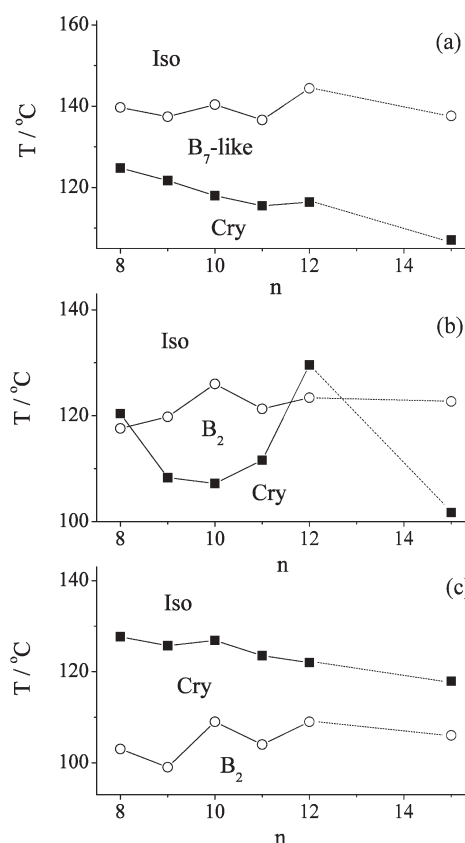 160
(a)
Iso
140
T / °C
B₇-like
120
Cry
8 10 12 14
n
140
(b)
Iso
T / °C
120
B₂
Cry
100
8 10 12 14
n
140
(c)
Iso
T / °C
120
Cry
100
B₂
8 10 12 14
n